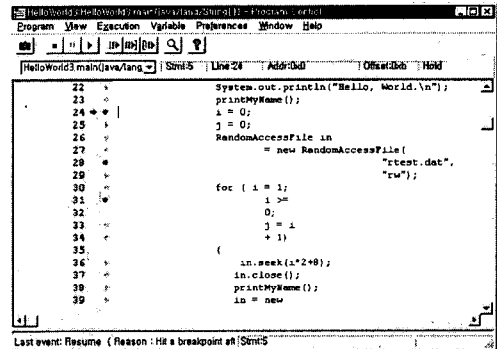 HelloWorld3 HelloWorld3 main(java/lang/String[]) - Program Control
Program View Execution Variable Preferences Window Help
HelloWorld3 main(java/lang Stmt:5 Line:24 Addr:0x0 Offset:0xb Hold
22 System.out.println("Hello, World.\n");
23 printMyName();
24 i = 0;
25 j = 0;
26 RandomAccessFile in
27 = new RandomAccessFile(
28 "rtest.dat",
29 "rw");
30 for ( i = 1;
31 i >=
32 0;
33 j = i
34 + 1)
35 {
36 in.seek(i*2+8);
37 in.close();
38 printMyName();
39 in = new
Last event: Resume ( Reason : Hit a breakpoint aft Stmt:5